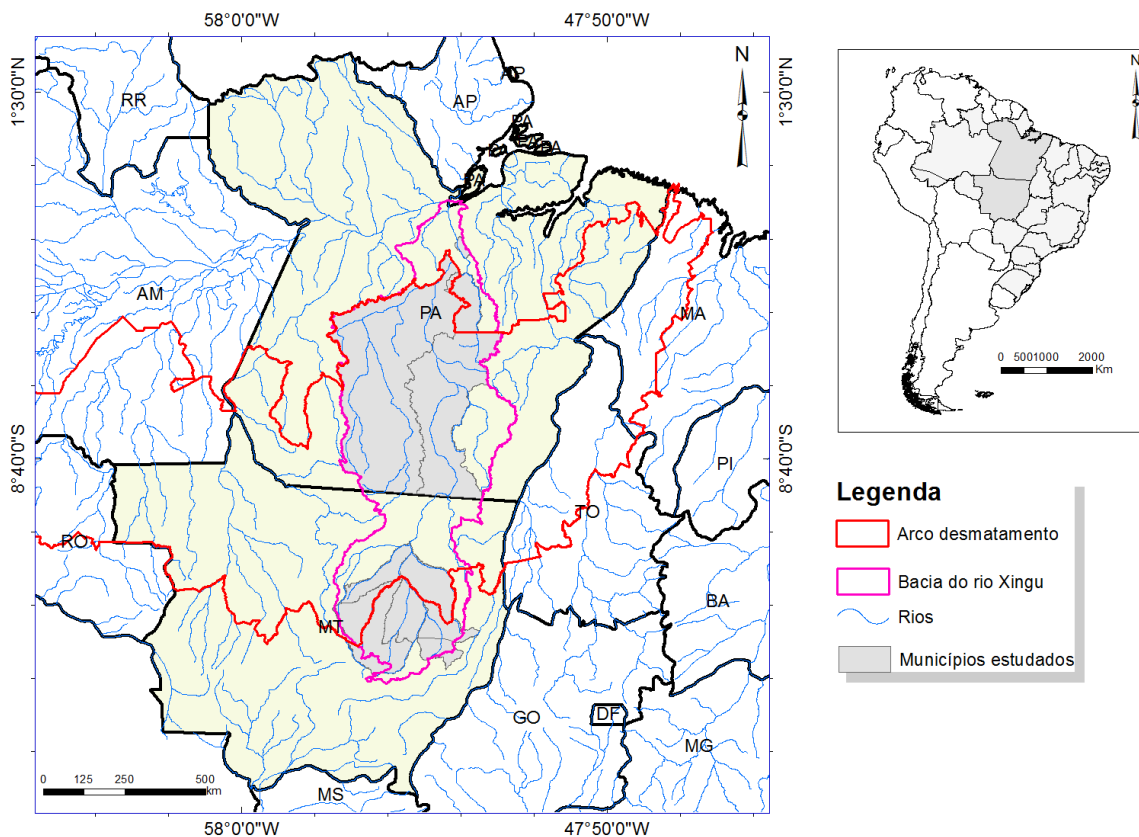 58°0'0"W 47°50'0"W
N
AP
RR
AP
PA
PA
PA
1°30'0"N
1°30'0"N
N
0 5001000 2000
Km
AM
PA
MA
8°40'0"S
8°40'0"S
PI
TO
RO
BA
MT
GO
DF
MG
MS
0 125 250 500
km
58°0'0"W 47°50'0"W
Legenda
Arco desmatamento
Bacia do rio Xingu
Rios
Municípios estudados